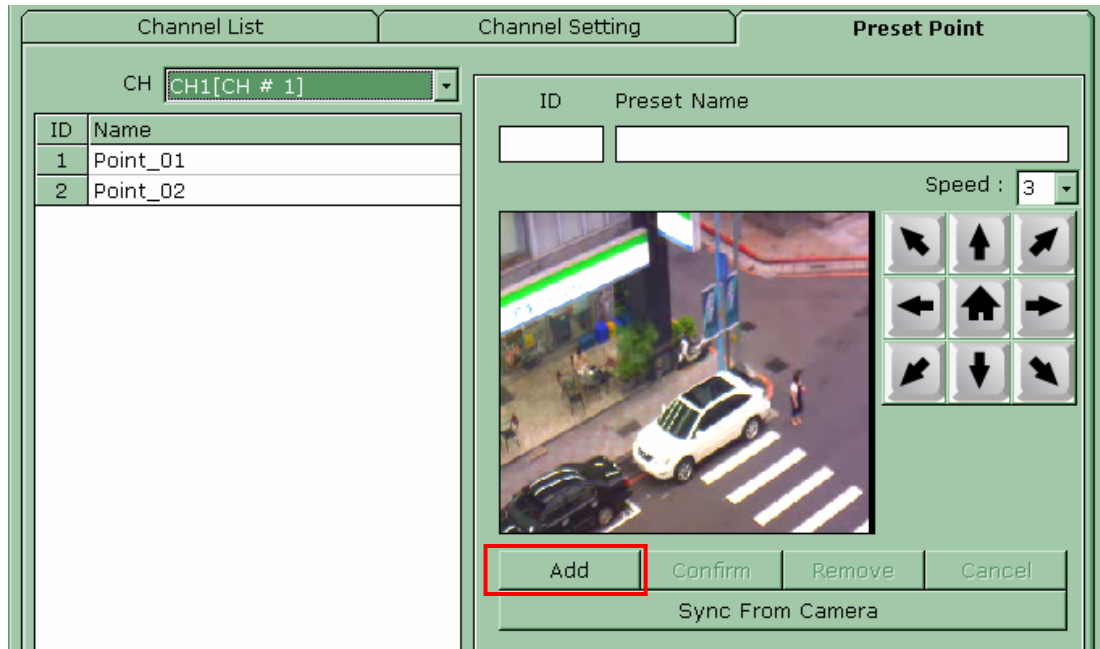 Channel List
Channel Setting
Preset Point
CH CH1[CH # 1]
ID Name
1 Point_01
2 Point_02
ID Preset Name
Speed : 3
Add Confirm Remove Cancel
Sync From Camera